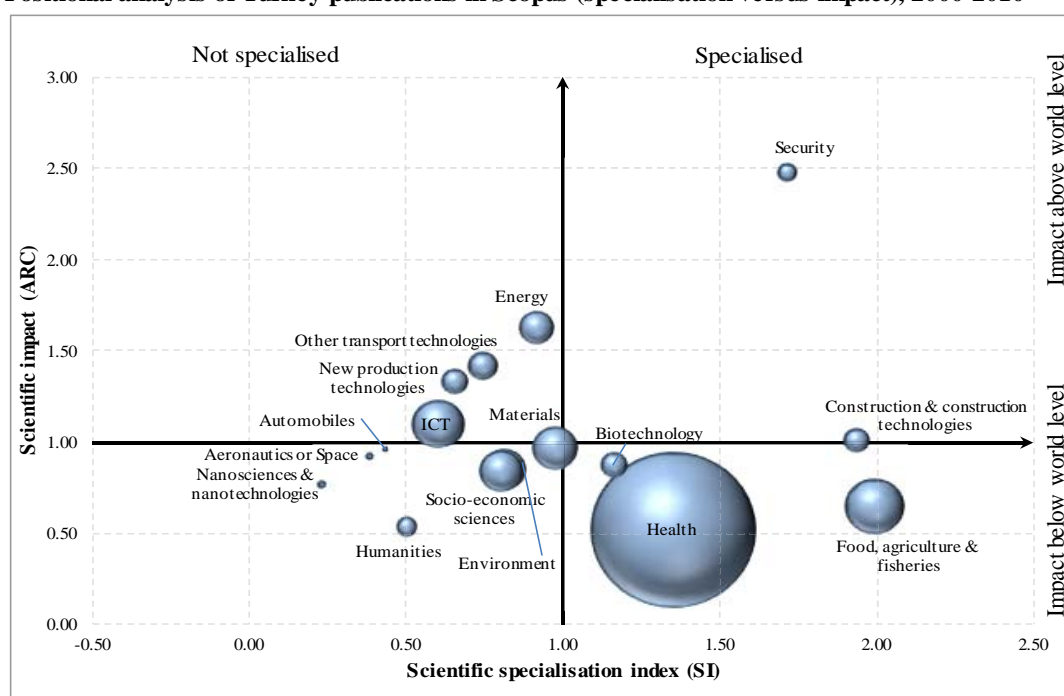 Positional analysis of Turkey publications in Scopus (specialisation versus impact), 2000-2010
Not specialised
Specialised
3.00
2.50
2.00
1.50
1.00
0.50
0.00
Scientific impact (ARC)
Impact above world level
Impact below world level
Security
Energy
Other transport technologies
New production
technologies
Automobiles
ICT
Materials
Biotechnology
Construction & construction
technologies
Aeronautics or Space
Nanosciences &
nanotechnologies
Socio-economic
sciences
Humanities
Environment
Health
Food, agriculture &
fisheries
-0.50
0.00
0.50
1.00
1.50
2.00
2.50
Scientific specialisation index (SI)